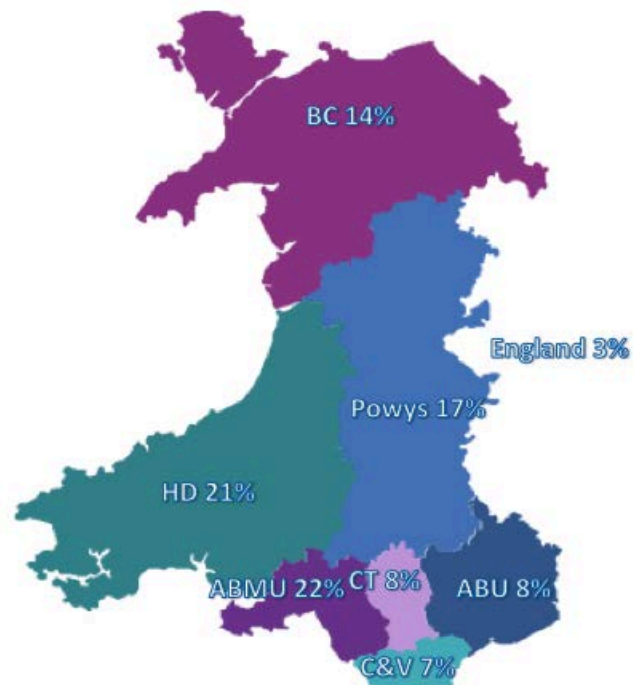 BC 14%
England 3%
Powys 17%
HD 21%
ABMU 22%
CT 8%
ABU 8%
C&V 7%